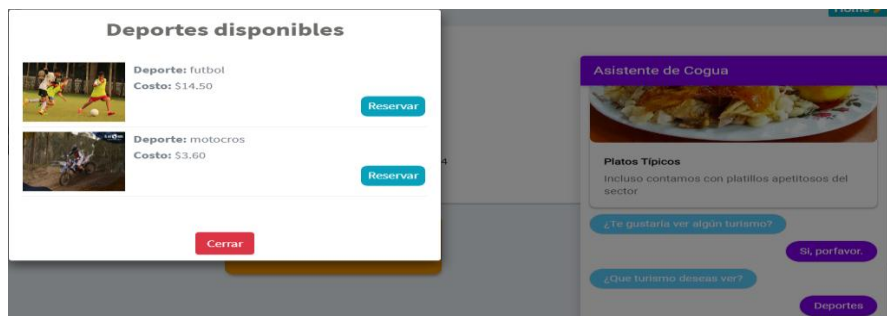 Deportes disponibles
Deporte: futbol
Costo: $14.50
Reservar
Deporte: motocros
Costo: $3.60
Reservar
Cerrar
4
Home
Asistente de Cogua
Platos Típicos
Incluso contamos con platillos apetitosos del
sector
¿Te gustaría ver algún turismo?
Si, porfavor.
¿Que turismo deseas ver?
Deportes